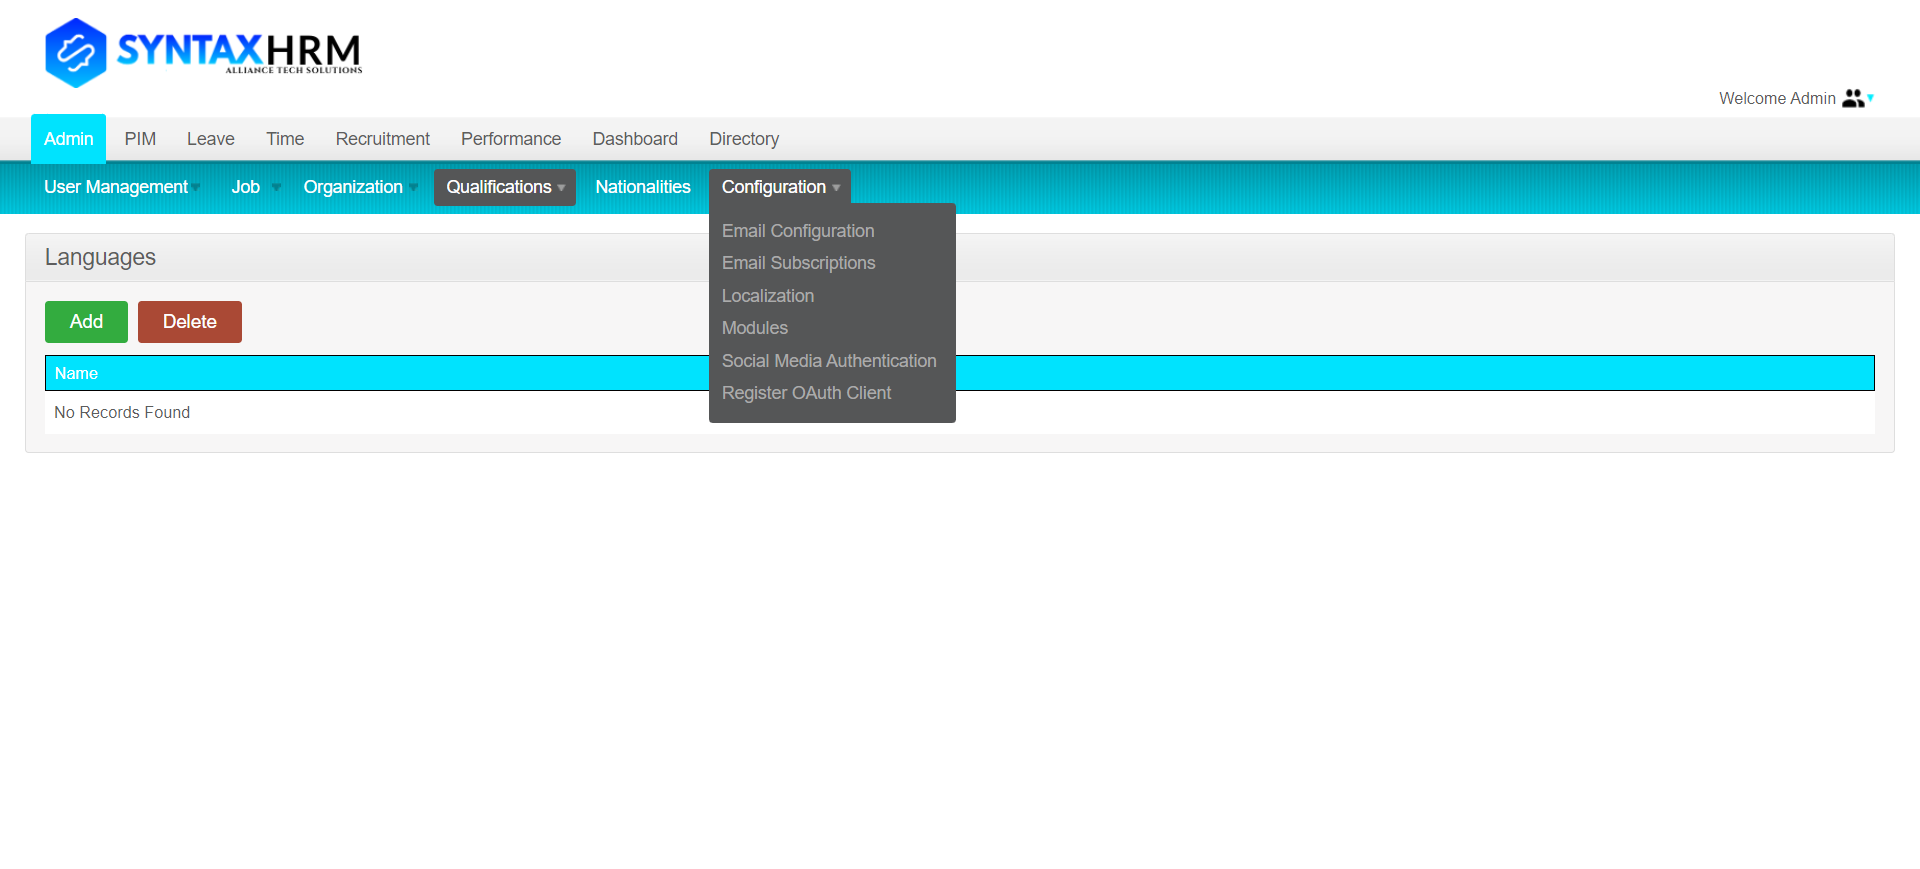 SYNTAXHRM
ALLIANCE TECH SOLUTIONS
Welcome Admin
Admin PIM Leave Time Recruitment Performance Dashboard Directory
User Management Job Organization Qualifications Nationalities Configuration
Email Configuration
Email Subscriptions
Localization
Modules
Social Media Authentication
Register OAuth Client
Languages
Add Delete
Name
No Records Found